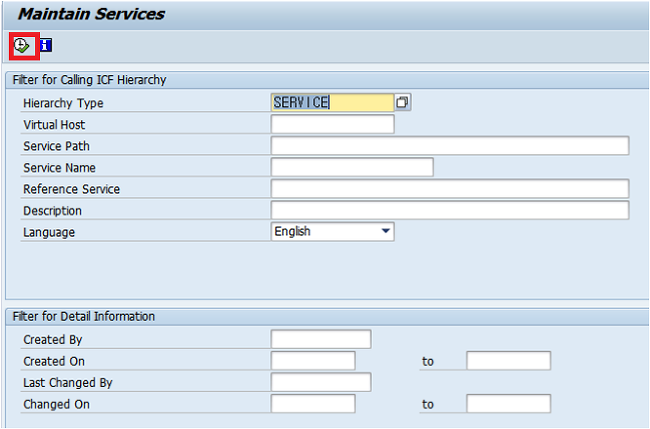 Maintain Services
i
Filter for Calling ICF Hierarchy
Hierarchy Type SERVICE
Virtual Host
Service Path
Service Name
Reference Service
Description
Language English
Filter for Detail Information
Created By
Created On to
Last Changed By
Changed On to